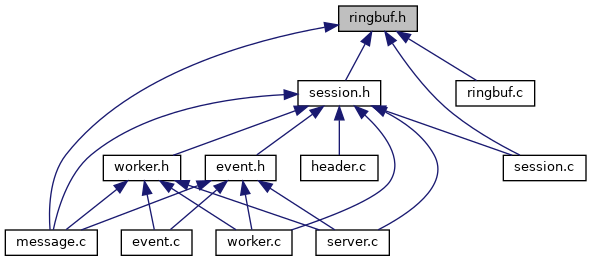 ringbuf.h
session.h
ringbuf.c
worker.h
event.h
header.c
session.c
message.c
event.c
worker.c
server.c